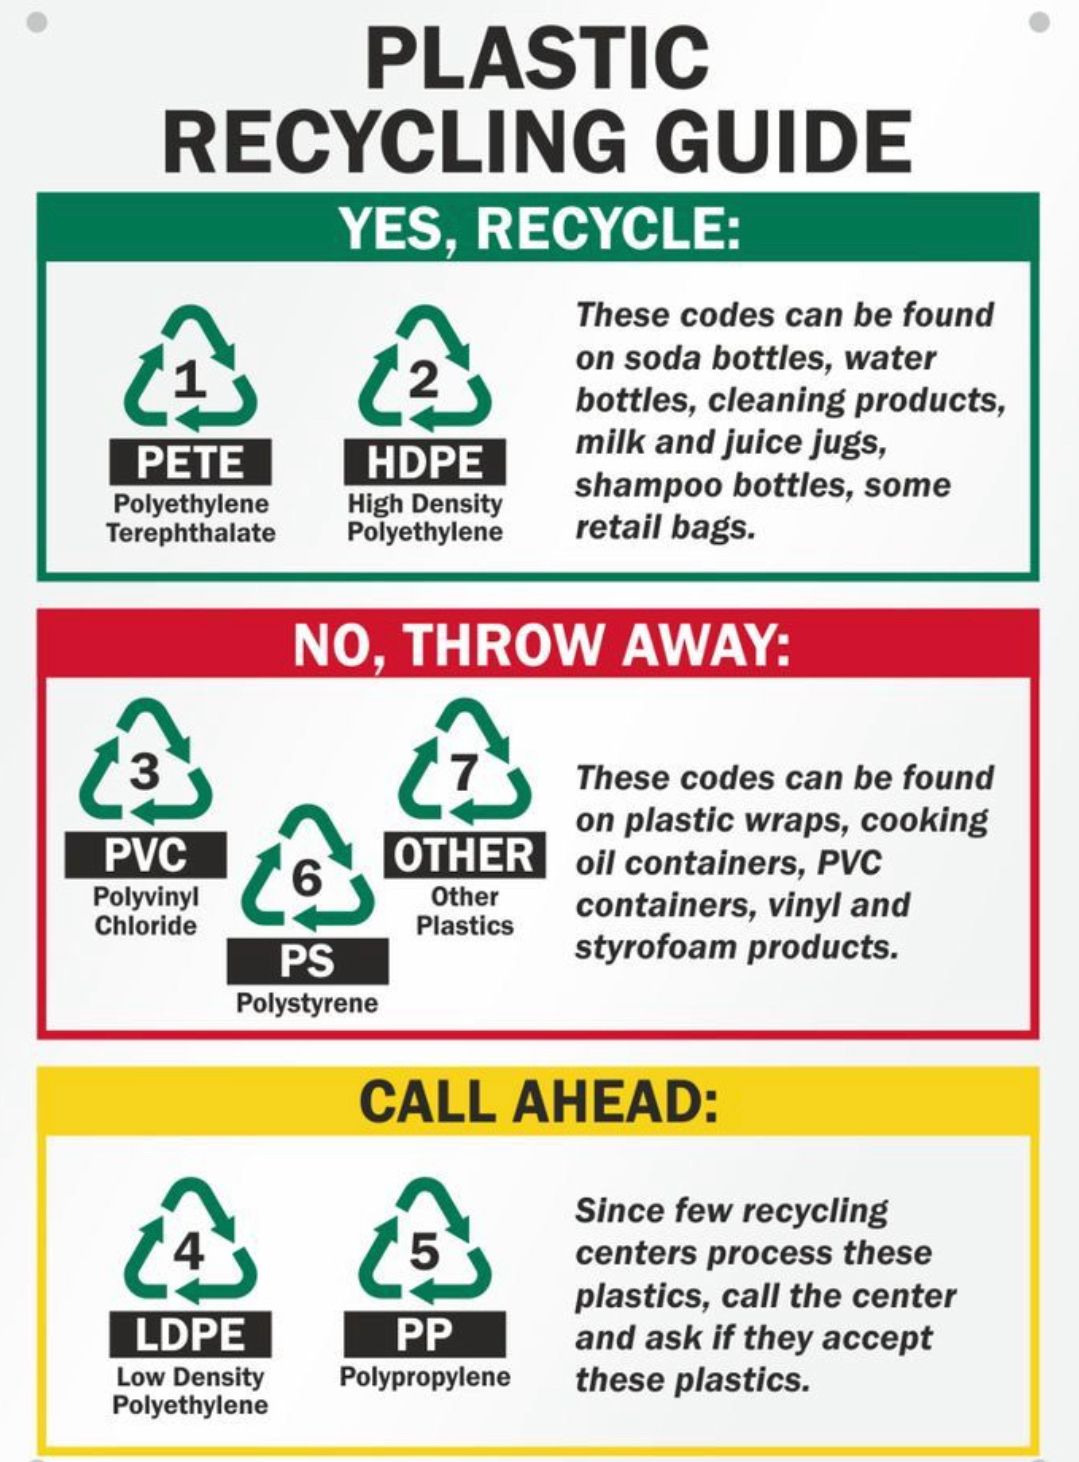 PLASTIC
RECYCLING GUIDE
YES, RECYCLE:
1
PETE
Polyethylene
Terephthalate
2
HDPE
High Density
Polyethylene
These codes can be found
on soda bottles, water
bottles, cleaning products,
milk and juice jugs,
shampoo bottles, some
retail bags.
NO, THROW AWAY:
3
PVC
Polyvinyl
Chloride
6
PS
Polystyrene
7
OTHER
Other
Plastics
These codes can be found
on plastic wraps, cooking
oil containers, PVC
containers, vinyl and
styrofoam products.
CALL AHEAD:
4
LDPE
Low Density
Polyethylene
5
PP
Polypropylene
Since few recycling
centers process these
plastics, call the center
and ask if they accept
these plastics.